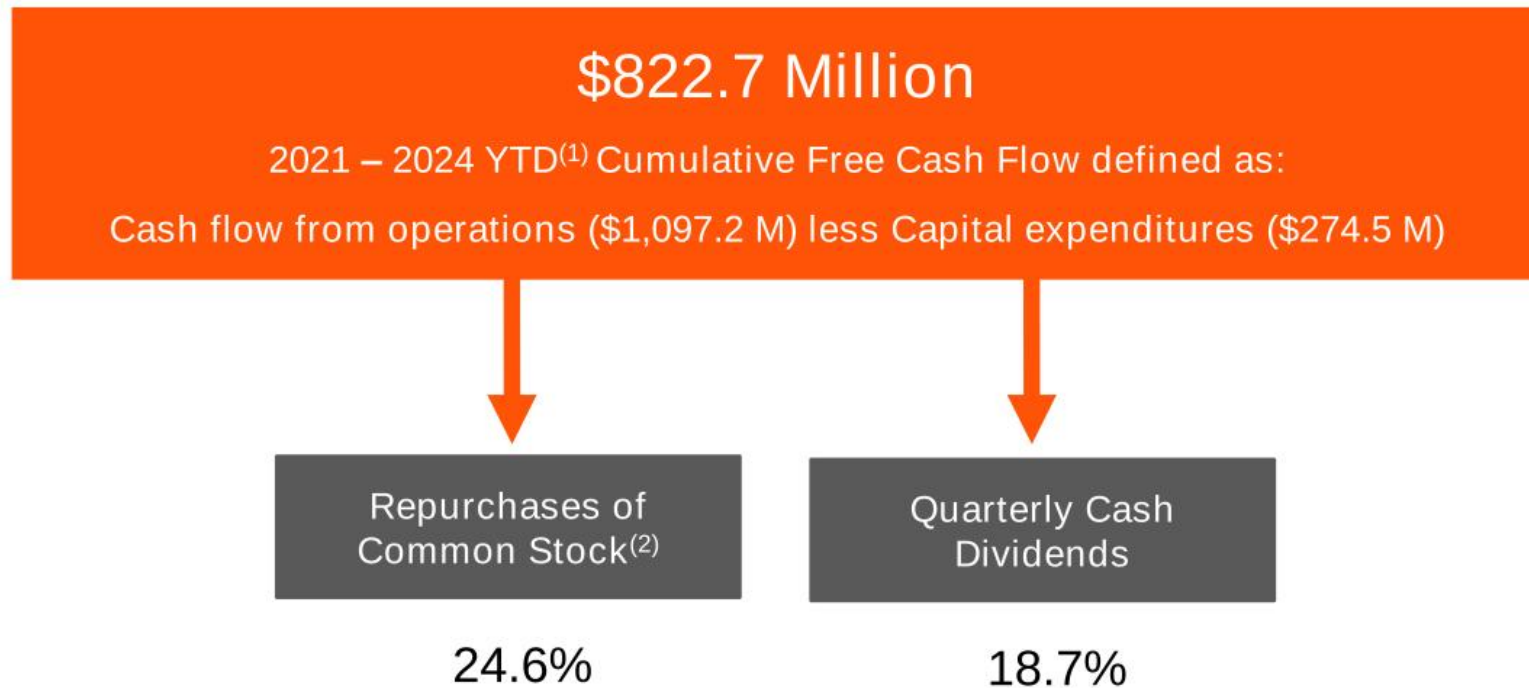 $822.7 Million
2021 – 2024 YTD(1) Cumulative Free Cash Flow defined as:
Cash flow from operations ($1,097.2 M) less Capital expenditures ($274.5 M)
Repurchases of
Common Stock(2)
24.6%
Quarterly Cash
Dividends
18.7%